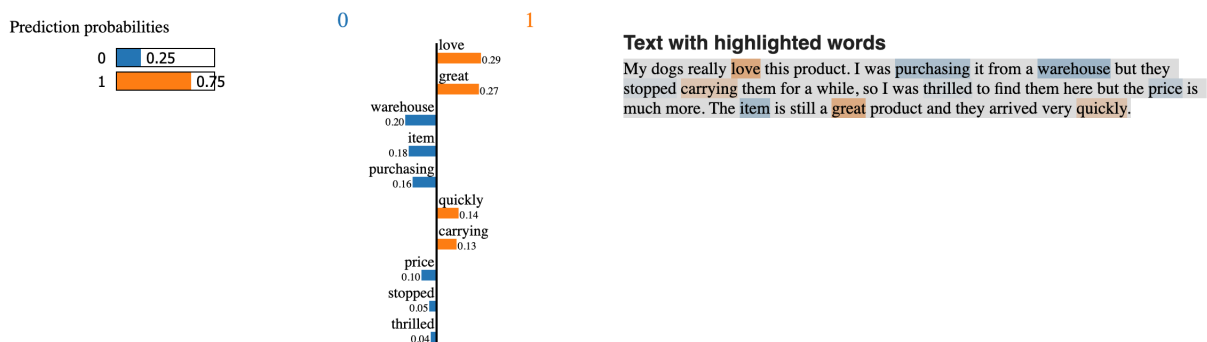 Prediction probabilities
0 0.25
1 0.75
0 1
love
0.29
great
0.27
warehouse
0.20
item
0.18
purchasing
0.16
quickly
0.14
carrying
0.13
price
0.10
stopped
0.05
thrilled
0.04
Text with highlighted words
My dogs really love this product. I was purchasing it from a warehouse but they
stopped carrying them for a while, so I was thrilled to find them here but the price is
much more. The item is still a great product and they arrived very quickly.